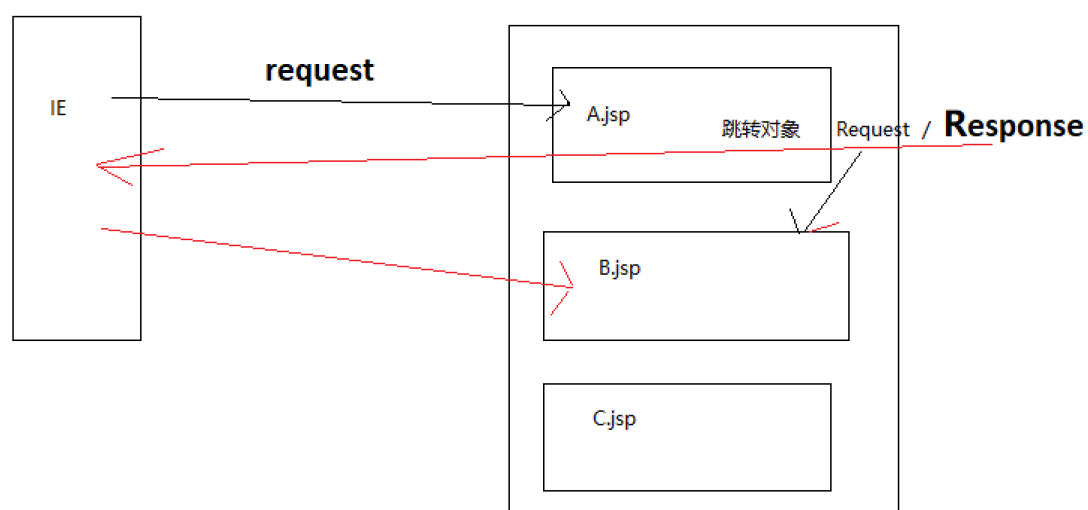 request
IE
A.jsp
跳转对象 Request / Response
B.jsp
C.jsp